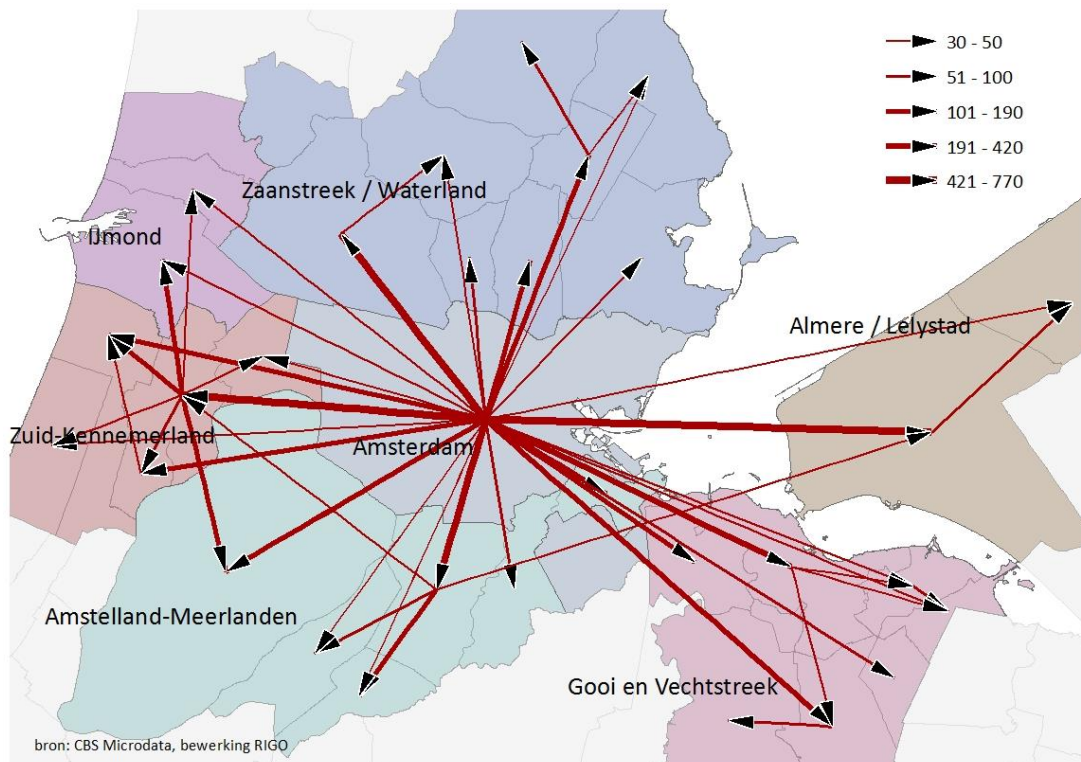 30 - 50
51 - 100
101 - 190
191 - 420
421 - 770
Zaanstreek / Waterland
IJmond
Almere / Lelystad
Zuid-Kennemerland
Amsterdam
Amstelland-Meerlanden
Gooi en Vechtstreek
bron: CBS Microdata, bewerking RIGO